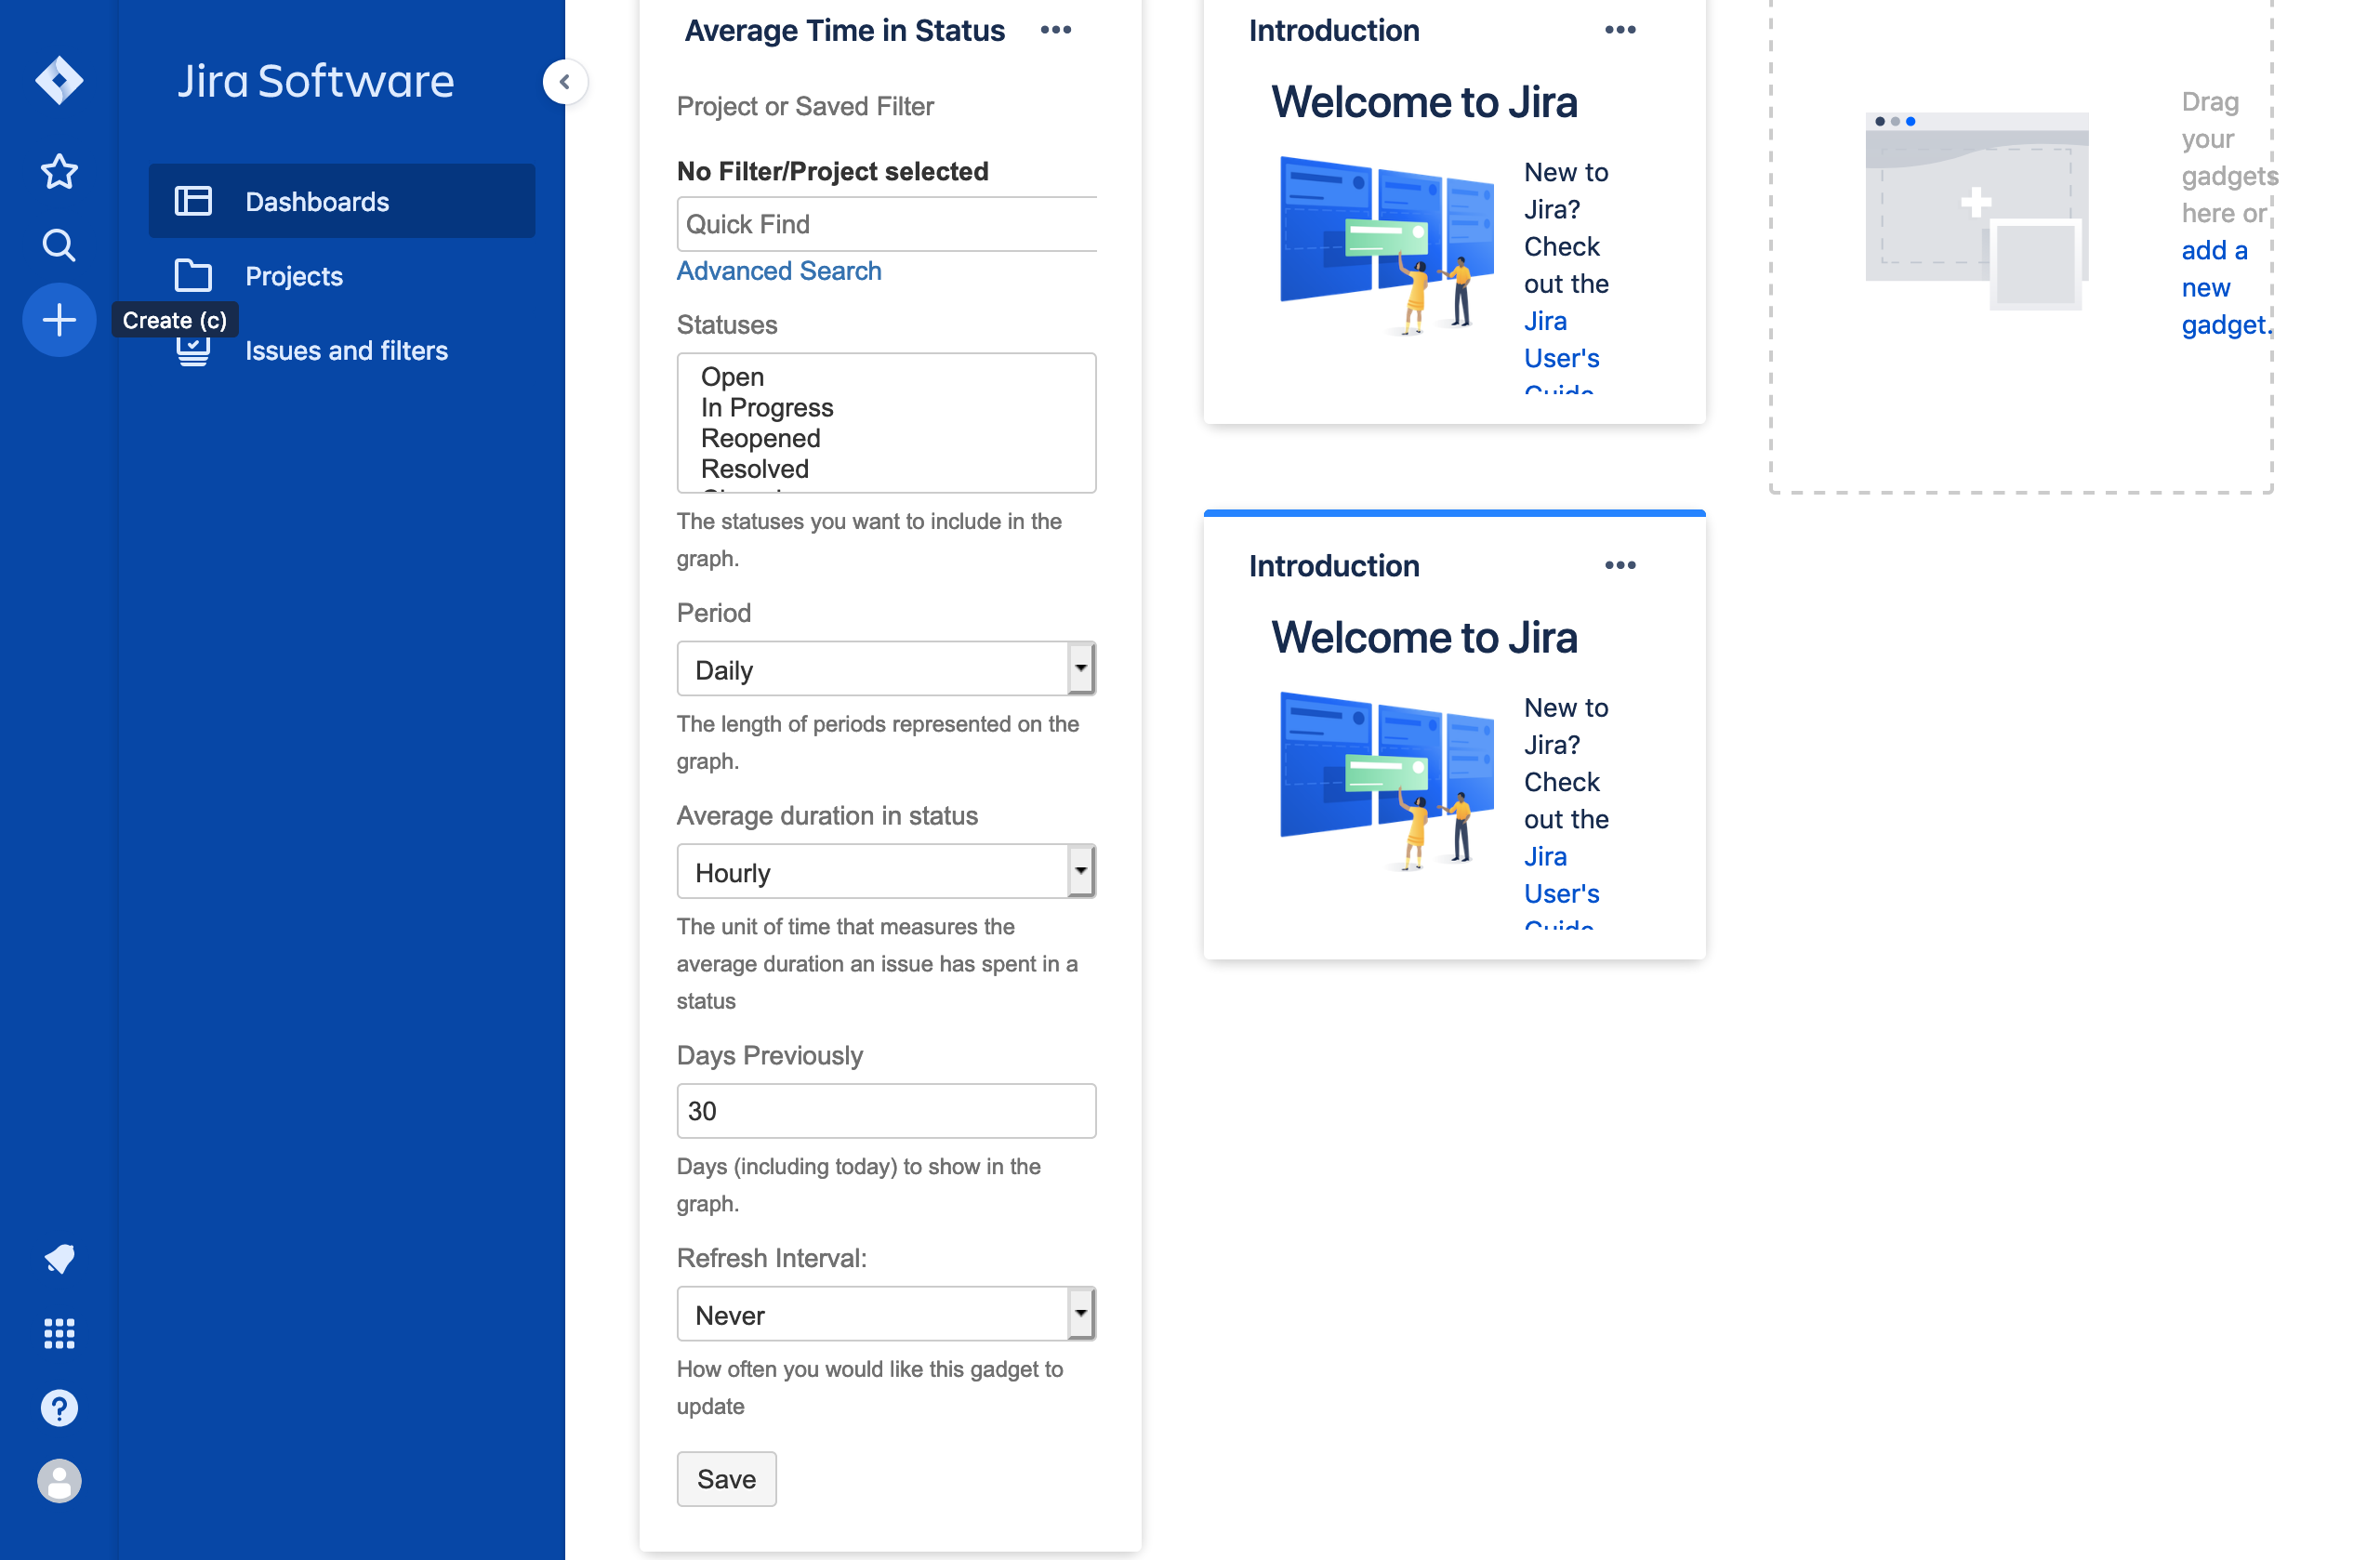 Jira Software
Dashboards
Projects
Create (c)
Issues and filters
Average Time in Status
Project or Saved Filter
No Filter/Project selected
Quick Find
Advanced Search
Statuses
Open
In Progress
Reopened
Resolved
The statuses you want to include in the
graph.
Period
Daily
The length of periods represented on the
graph.
Average duration in status
Hourly
The unit of time that measures the
average duration an issue has spent in a
status
Days Previously
30
Days (including today) to show in the
graph.
Refresh Interval:
Never
How often you would like this gadget to
update
Save
Introduction
Welcome to Jira
New to
Jira?
Check
out the
Jira
User's
Guide
Introduction
Welcome to Jira
New to
Jira?
Check
out the
Jira
User's
Guide
Drag
your
gadgets
here or
add a
new
gadget.